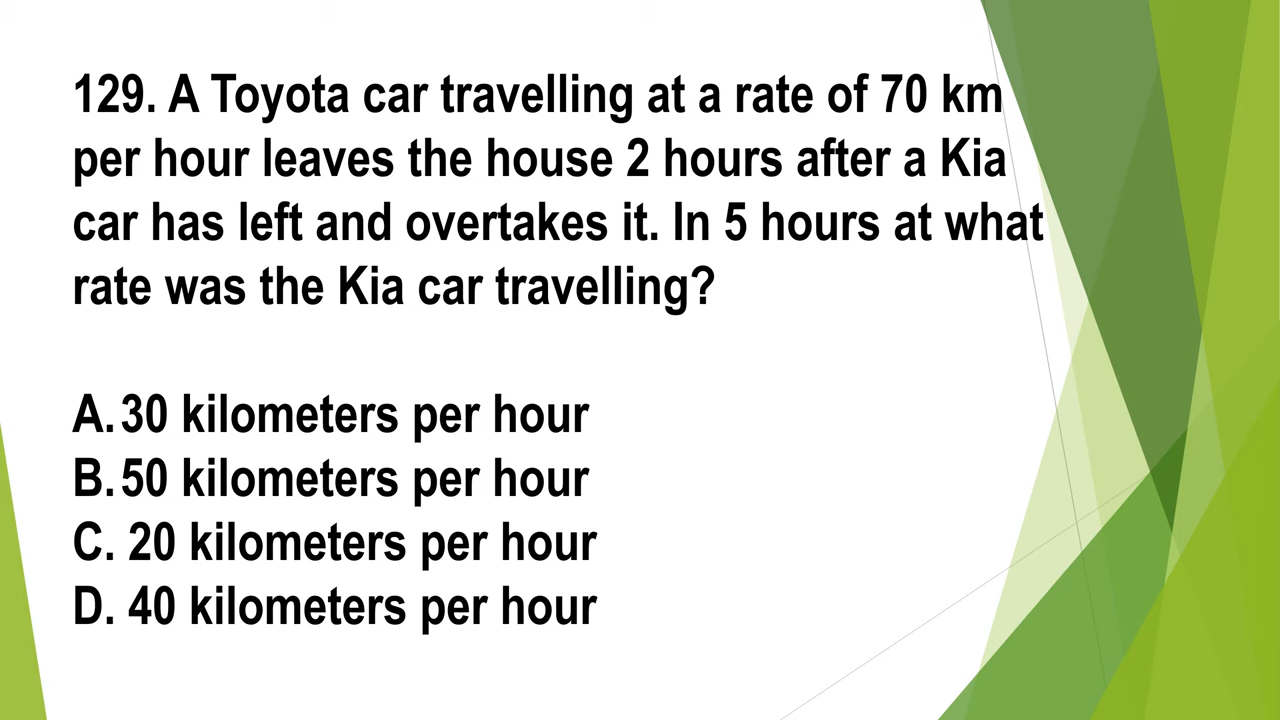 129. A Toyota car travelling at a rate of 70 km
per hour leaves the house 2 hours after a Kia
car has left and overtakes it. In 5 hours at what
rate was the Kia car travelling?
A. 30 kilometers per hour
B. 50 kilometers per hour
C. 20 kilometers per hour
D. 40 kilometers per hour